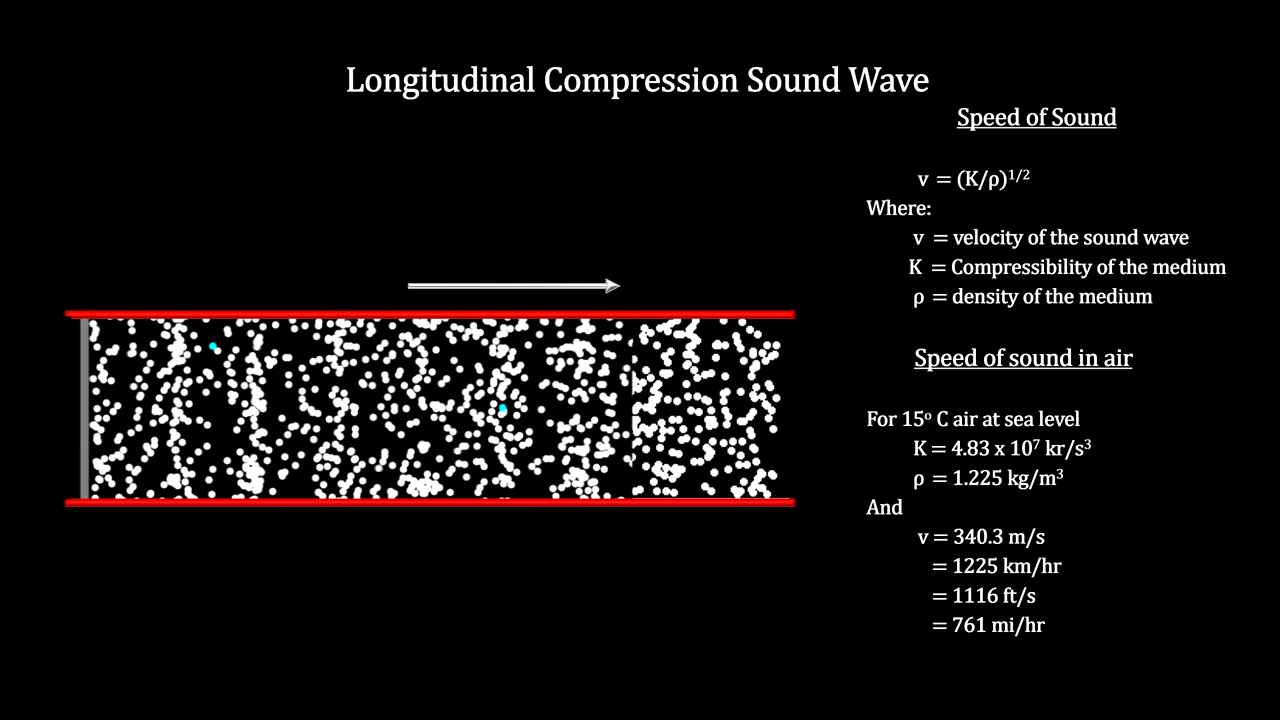 Longitudinal Compression Sound Wave
Speed of Sound
v = (K/ρ)¹/²
Where:
v = velocity of the sound wave
K = Compressibility of the medium
ρ = density of the medium
Speed of sound in air
For 15º C air at sea level
K = 4.83 x 10⁷ kr/s³
ρ = 1.225 kg/m³
And
v = 340.3 m/s
= 1225 km/hr
= 1116 ft/s
= 761 mi/hr